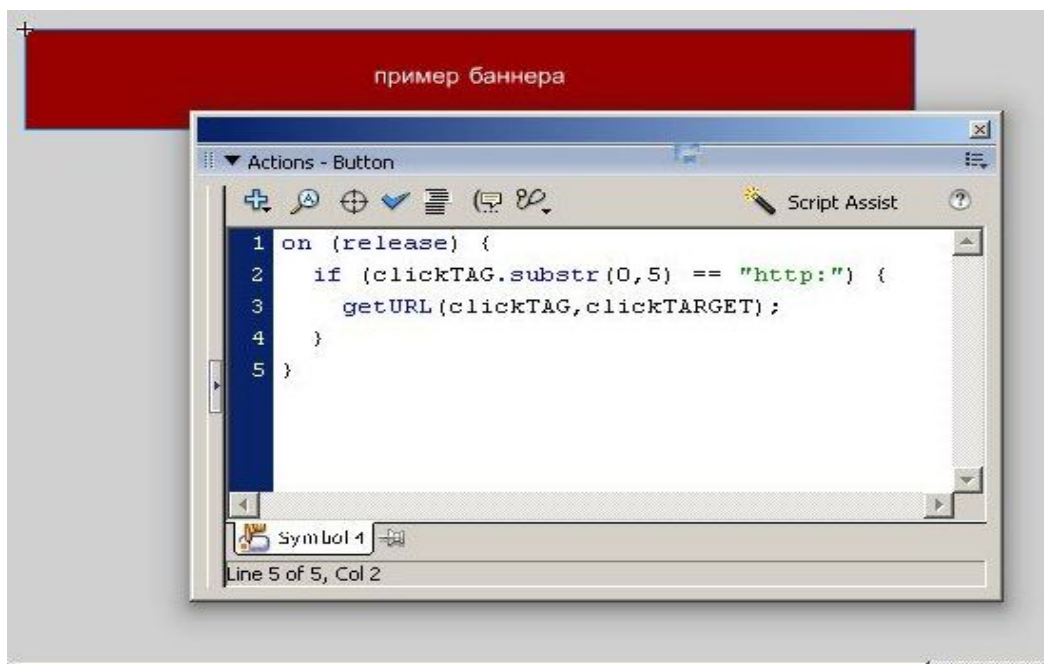 пример баннера
Actions - Button
Script Assist
1 on (release) {
2 if (clickTAG.substr(0,5) == "http:") {
3 getURL(clickTAG,clickTARGET);
4 }
5 }
Symbol 4
Line 5 of 5, Col 2